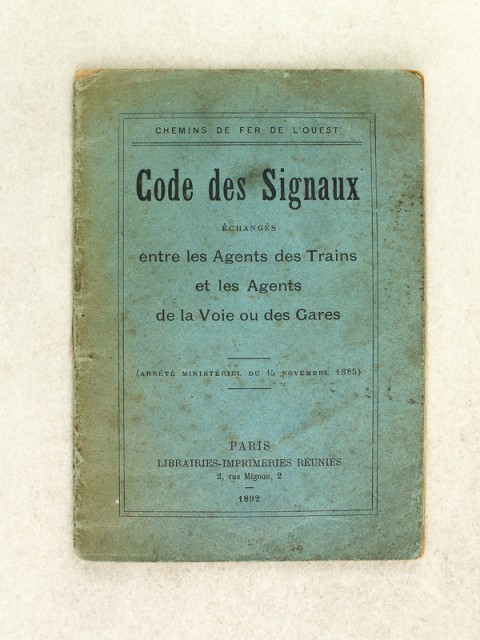 CHEMINS DE FER DE L'OUEST
Code des Signaux
ÉCHANGÉS
entre les Agents des Trains
et les Agents
de la Voie ou des Gares
(ARRÊTÉ MINISTÉRIEL DU 15 NOVEMBRE 1885)
PARIS
LIBRAIRIES-IMPRIMERIES RÉUNIES
2, rue Mignon, 2
1892